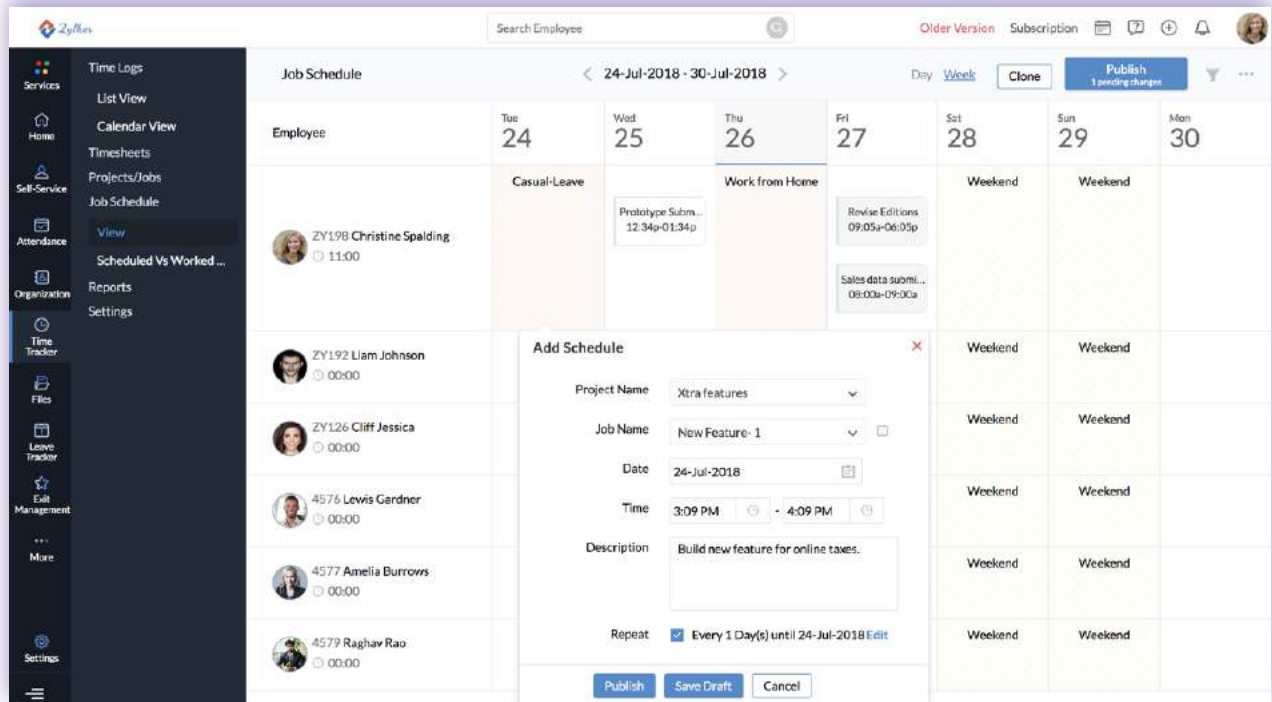 Zylker
Search Employee
Older Version Subscription
Services
Home
Self-Service
Attendance
Organization
Time
Tracker
Files
Leave
Tracker
Exit
Management
More
Settings
Time Logs
List View
Calendar View
Timesheets
Projects/Jobs
Job Schedule
View
Scheduled Vs Worked ...
Reports
Settings
Job Schedule
< 24-Jul-2018 - 30-Jul-2018 >
Day Week Clone
Publish
1 pending changes
Employee
Tue Wed Thu Fri Sat Sun Mon
24 25 26 27 28 29 30
ZY198 Christine Spalding
11:00
Casual-Leave
Prototype Subm...
12:34p-01:34p
Work from Home
Revise Editions
09:05a-06:05p
Sales data submi...
08:00a-09:00a
Weekend Weekend
ZY192 Liam Johnson
00:00
Weekend Weekend
ZY126 Cliff Jessica
00:00
Weekend Weekend
4576 Lewis Gardner
00:00
Weekend Weekend
4577 Amelia Burrows
00:00
Weekend Weekend
4579 Raghav Rao
00:00
Weekend Weekend
Add Schedule
Project Name Xtra features
Job Name New Feature- 1
Date 24-Jul-2018
Time 3:09 PM - 4:09 PM
Description Build new feature for online taxes.
Repeat Every 1 Day(s) until 24-Jul-2018 Edit
Publish Save Draft Cancel